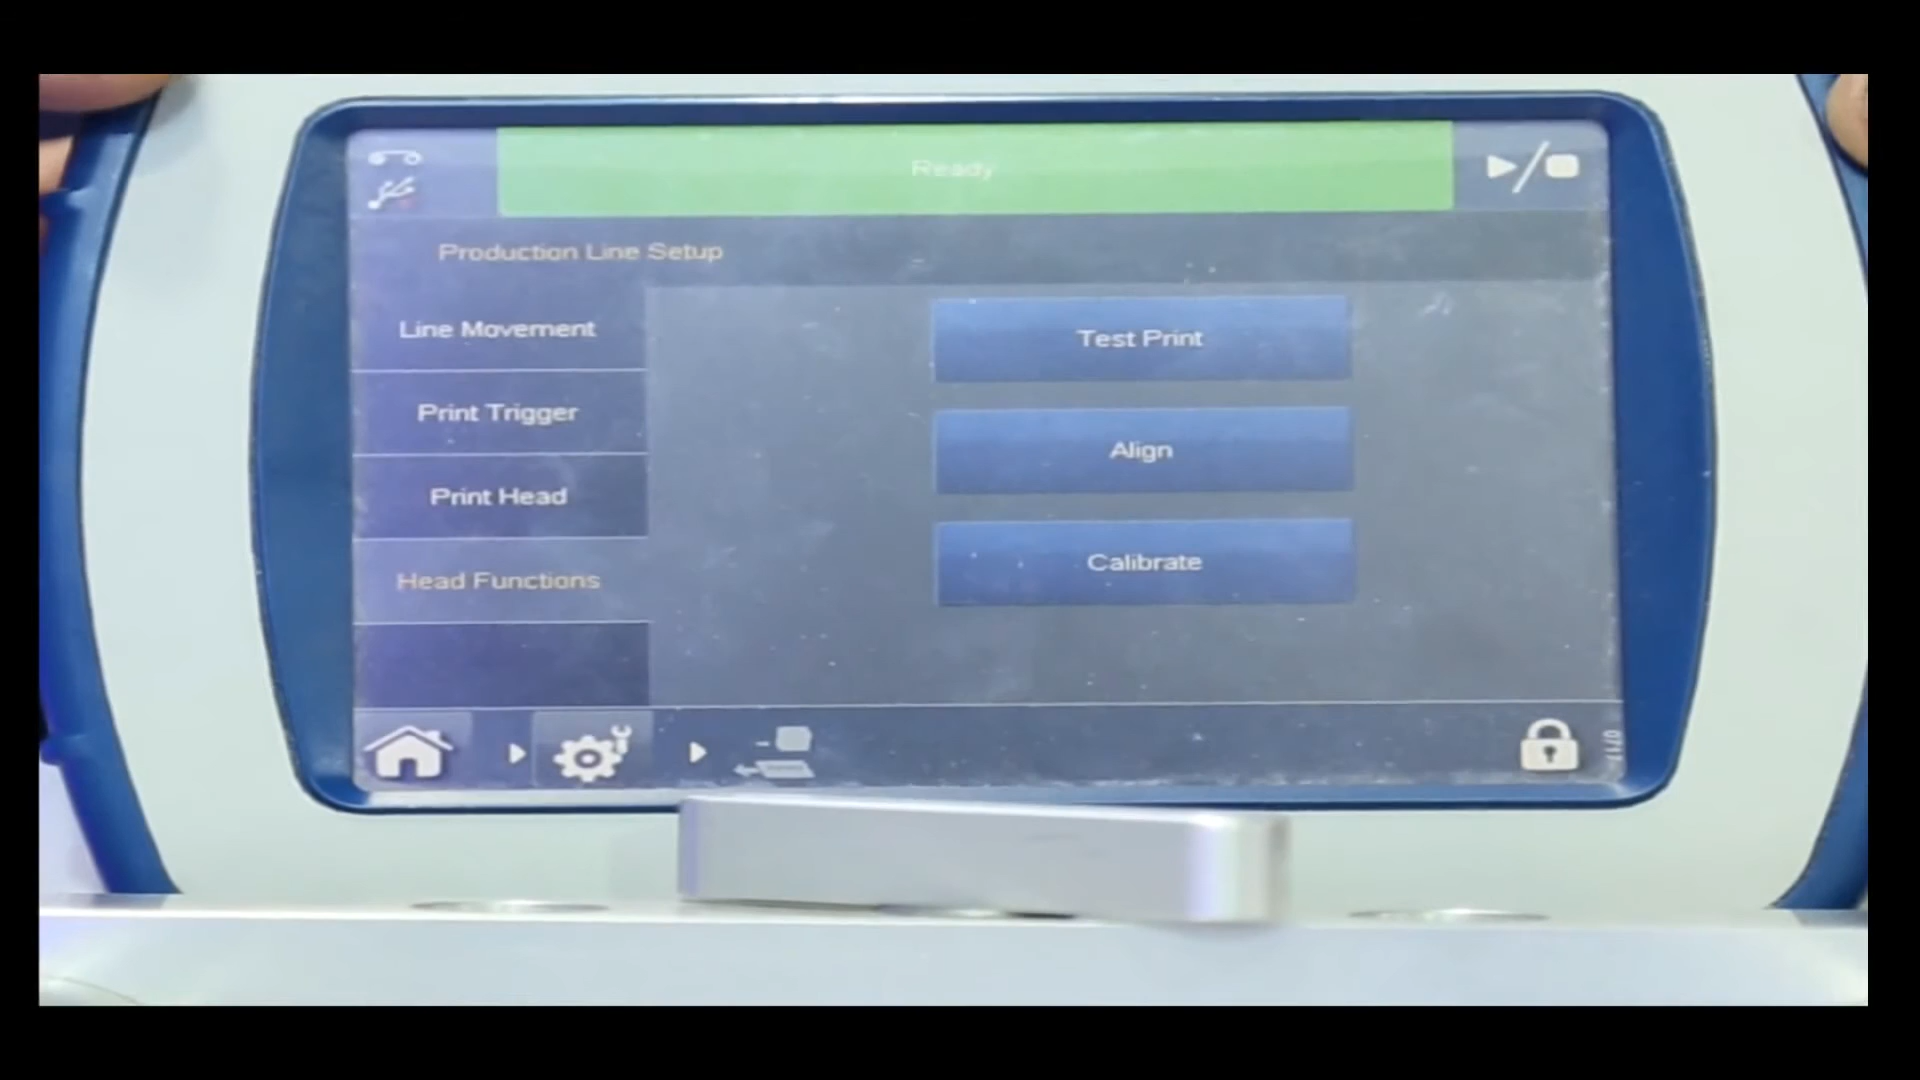 Ready
Production Line Setup
Line Movement
Print Trigger
Print Head
Head Functions
Test Print
Align
Calibrate